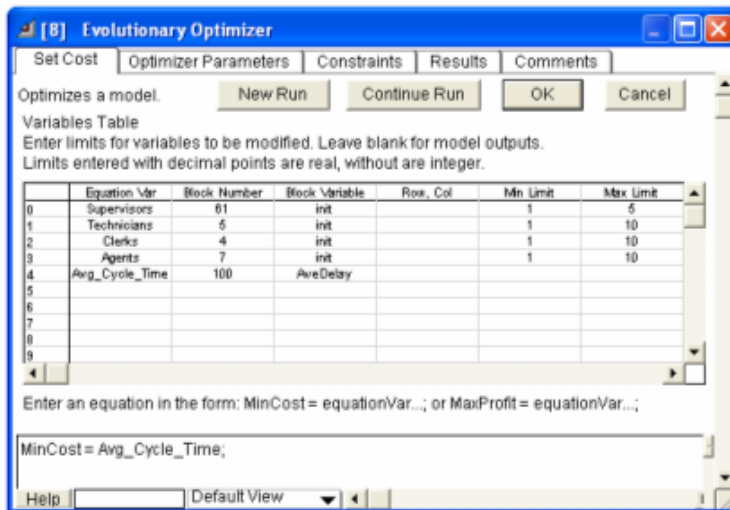 [8] Evolutionary Optimizer
Set Cost Optimizer Parameters Constraints Results Comments
Optimizes a model. New Run Continue Run OK Cancel
Variables Table
Enter limits for variables to be modified. Leave blank for model outputs.
Limits entered with decimal points are real, without are integer.
Equation Var Block Number Block Variable Row, Col Min Limit Max Limit
0 Supervisors 61 init 1 5
1 Technicians 5 init 1 10
2 Clerks 4 init 1 10
3 Agents 7 init 1 10
4 Avg_Cycle_Time 100 AveDelay
5
6
7
8
9
Enter an equation in the form: MinCost = equationVar...; or MaxProfit = equationVar...;
MinCost = Avg_Cycle_Time;
Help Default View